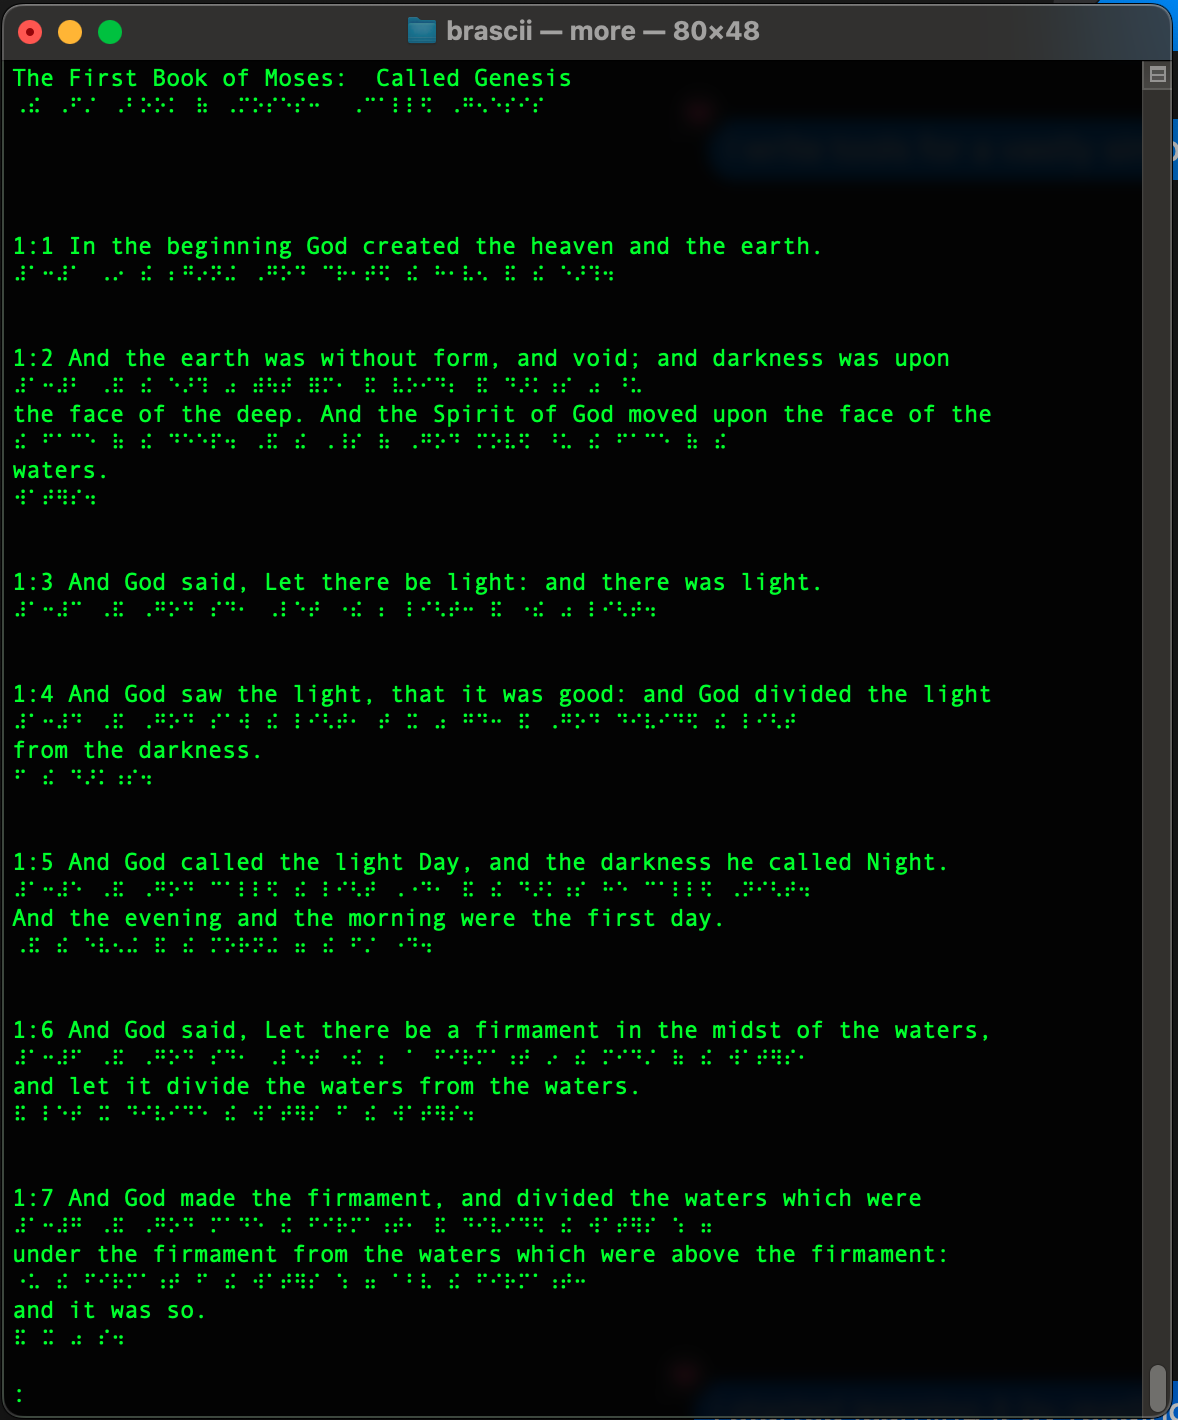 brascii — more — 80×48
The First Book of Moses:  Called Genesis
⠠⠮ ⠠⠋⠌ ⠠⠃⠕⠕⠅ ⠷ ⠠⠍⠕⠎⠑⠎⠒  ⠠⠉⠁⠇⠇⠫ ⠠⠛⠢⠑⠎⠊⠎
1:1 In the beginning God created the heaven and the earth.
⠼⠁⠒⠼⠁ ⠠⠔ ⠮ ⠆⠛⠔⠝⠬ ⠠⠛⠕⠙ ⠉⠗⠂⠞⠫ ⠮ ⠓⠂⠧⠢ ⠯ ⠮ ⠑⠜⠹⠲
1:2 And the earth was without form, and void; and darkness was upon
⠼⠁⠒⠼⠃ ⠠⠯ ⠮ ⠑⠜⠹ ⠴ ⠾⠳⠞ ⠿⠍⠂ ⠯ ⠧⠕⠊⠙⠆ ⠯ ⠙⠜⠅⠰⠎ ⠴ ⠘⠥
the face of the deep. And the Spirit of God moved upon the face of the
⠮ ⠋⠁⠉⠑ ⠷ ⠮ ⠙⠑⠑⠏⠲ ⠠⠯ ⠮ ⠠⠸⠎ ⠷ ⠠⠛⠕⠙ ⠍⠕⠧⠫ ⠘⠥ ⠮ ⠋⠁⠉⠑ ⠷ ⠮
waters.
⠺⠁⠞⠻⠎⠲
1:3 And God said, Let there be light: and there was light.
⠼⠁⠒⠼⠉ ⠠⠯ ⠠⠛⠕⠙ ⠎⠙⠂ ⠠⠇⠑⠞ ⠐⠮ ⠆ ⠇⠊⠣⠞⠒ ⠯ ⠐⠮ ⠴ ⠇⠊⠣⠞⠲
1:4 And God saw the light, that it was good: and God divided the light
⠼⠁⠒⠼⠙ ⠠⠯ ⠠⠛⠕⠙ ⠎⠁⠺ ⠮ ⠇⠊⠣⠞⠂ ⠞ ⠭ ⠴ ⠛⠙⠒ ⠯ ⠠⠛⠕⠙ ⠙⠊⠧⠊⠙⠫ ⠮ ⠇⠊⠣⠞
from the darkness.
⠋ ⠮ ⠙⠜⠅⠰⠎⠲
1:5 And God called the light Day, and the darkness he called Night.
⠼⠁⠒⠼⠑ ⠠⠯ ⠠⠛⠕⠙ ⠉⠁⠇⠇⠫ ⠮ ⠇⠊⠣⠞ ⠠⠐⠙⠂ ⠯ ⠮ ⠙⠜⠅⠰⠎ ⠓⠑ ⠉⠁⠇⠇⠫ ⠠⠝⠊⠣⠞⠲
And the evening and the morning were the first day.
⠠⠯ ⠮ ⠑⠧⠢⠬ ⠯ ⠮ ⠍⠕⠗⠝⠬ ⠶ ⠮ ⠋⠌ ⠐⠙⠲
1:6 And God said, Let there be a firmament in the midst of the waters,
⠼⠁⠒⠼⠋ ⠠⠯ ⠠⠛⠕⠙ ⠎⠙⠂ ⠠⠇⠑⠞ ⠐⠮ ⠆ ⠁ ⠋⠊⠗⠍⠁⠰⠞ ⠔ ⠮ ⠍⠊⠙⠌ ⠷ ⠮ ⠺⠁⠞⠻⠎⠂
and let it divide the waters from the waters.
⠯ ⠇⠑⠞ ⠭ ⠙⠊⠧⠊⠙⠑ ⠮ ⠺⠁⠞⠻⠎ ⠋ ⠮ ⠺⠁⠞⠻⠎⠲
1:7 And God made the firmament, and divided the waters which were
⠼⠁⠒⠼⠛ ⠠⠯ ⠠⠛⠕⠙ ⠍⠁⠙⠑ ⠮ ⠋⠊⠗⠍⠁⠰⠞⠂ ⠯ ⠙⠊⠧⠊⠙⠫ ⠮ ⠺⠁⠞⠻⠎ ⠱ ⠶
under the firmament from the waters which were above the firmament:
⠐⠥ ⠮ ⠋⠊⠗⠍⠁⠰⠞ ⠋ ⠮ ⠺⠁⠞⠻⠎ ⠱ ⠶ ⠁⠃⠧ ⠮ ⠋⠊⠗⠍⠁⠰⠞⠒
and it was so.
⠯ ⠭ ⠴ ⠎⠲
: